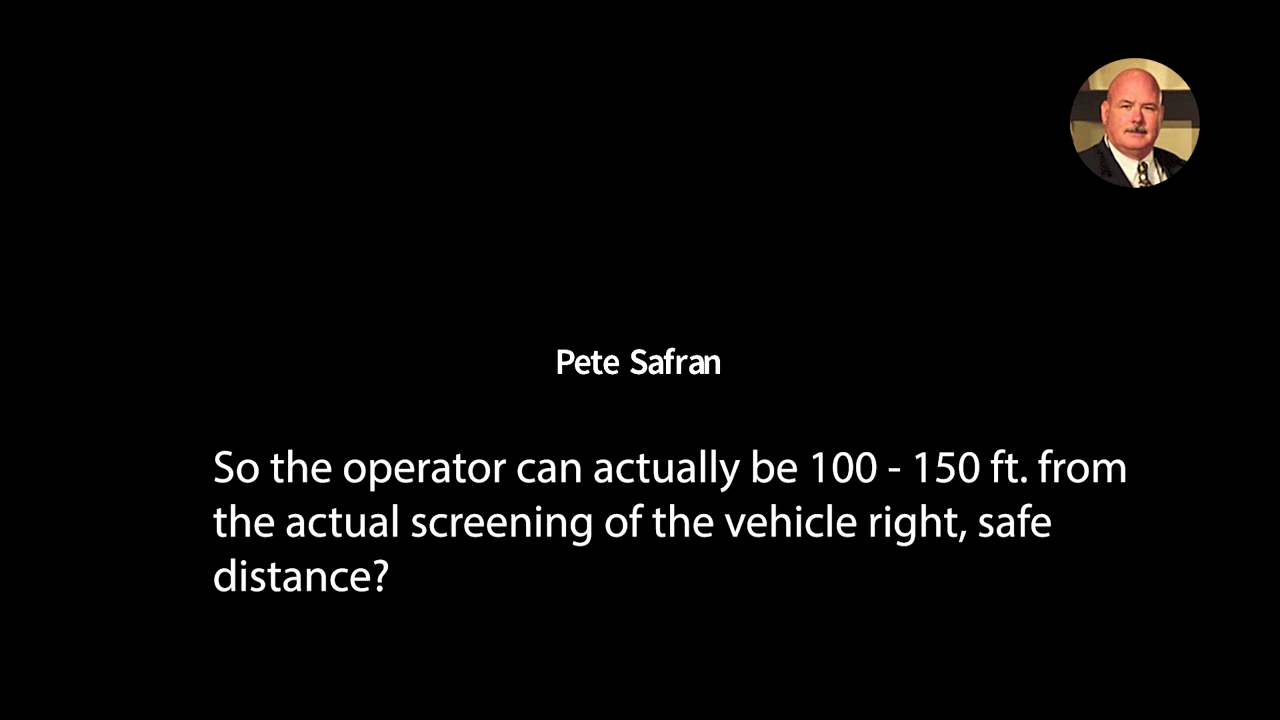 Pete Safran
So the operator can actually be 100 - 150 ft. from
the actual screening of the vehicle right, safe
distance?